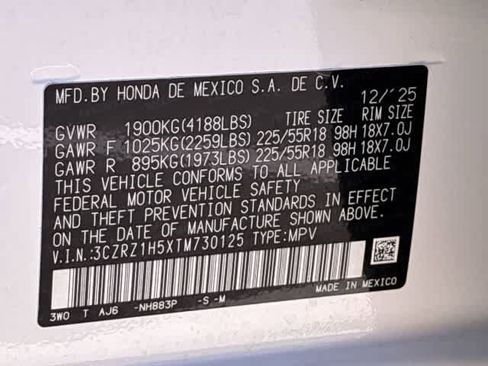 MFD.BY HONDA DE MEXICO S.A. DE C.V.
12/'25
TIRE SIZE RIM SIZE
GVWR 1900KG(4188LBS)
GAWR F 1025KG(2259LBS) 225/55R18 98H 18X7.0J
GAWR R 895KG(1973LBS) 225/55R18 98H 18X7.0J
THIS VEHICLE CONFORMS TO ALL APPLICABLE
FEDERAL MOTOR VEHICLE SAFETY
AND THEFT PREVENTION STANDARDS IN EFFECT
ON THE DATE OF MANUFACTURE SHOWN ABOVE.
V.I.N.:3CZRZ1H5XTM730125 TYPE:MPV
3W0 T AJ6 -NH883P -S -M MADE IN MEXICO